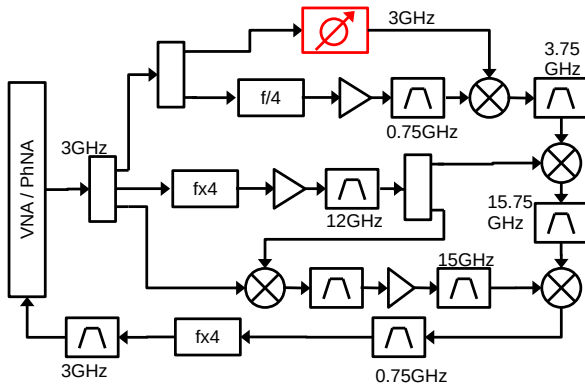 3GHz
3.75
GHz
f/4
0.75GHz
3GHz
VNA / PhNA
fx4
12GHz
15.75
GHz
15GHz
fx4
3GHz
0.75GHz